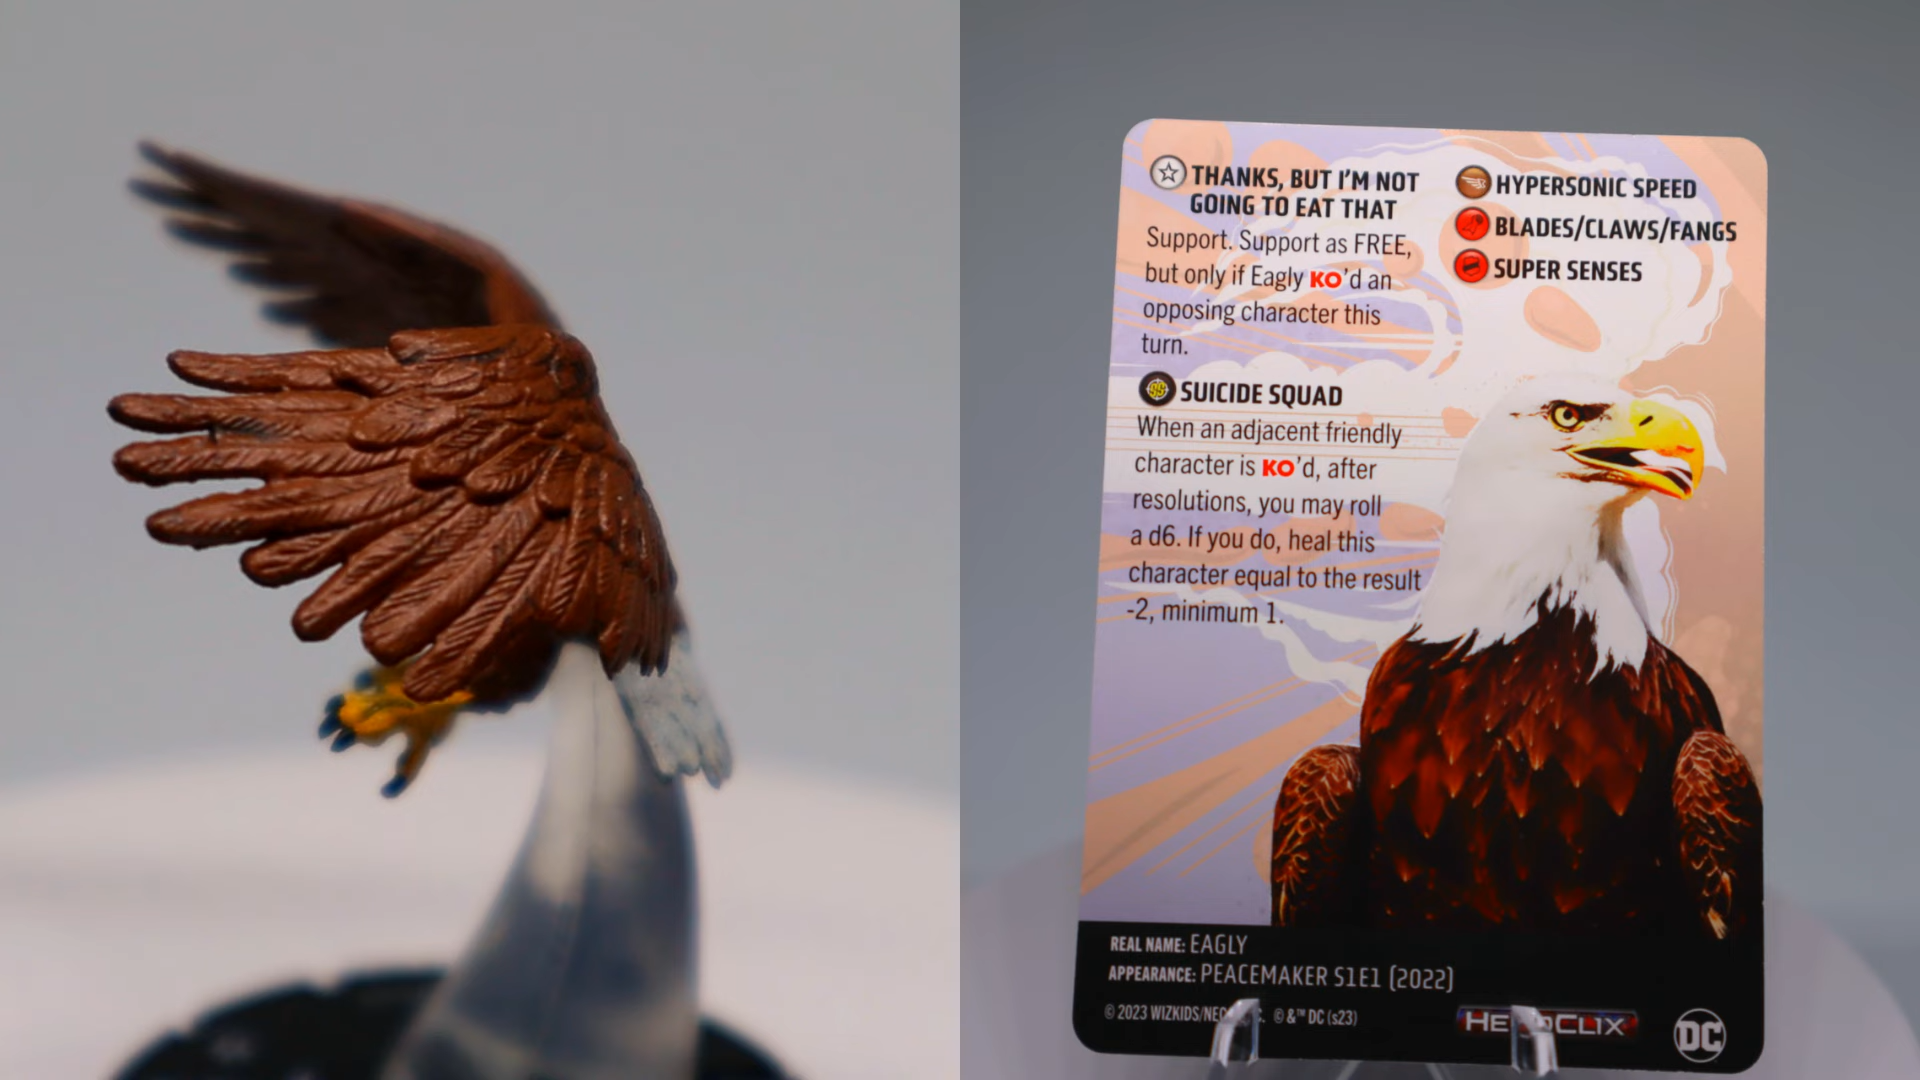 THANKS, BUT I'M NOT
GOING TO EAT THAT
Support. Support as FREE,
but only if Eagly KO'd an
opposing character this
turn.
SUICIDE SQUAD
When an adjacent friendly
character is KO'd, after
resolutions, you may roll
a d6. If you do, heal this
character equal to the result
-2, minimum 1.
HYPERSONIC SPEED
BLADES/CLAWS/FANGS
SUPER SENSES
REAL NAME: EAGLY
APPEARANCE: PEACEMAKER S1E1 (2022)
© 2023 WIZKIDS/ © &™ DC (s23)
DC